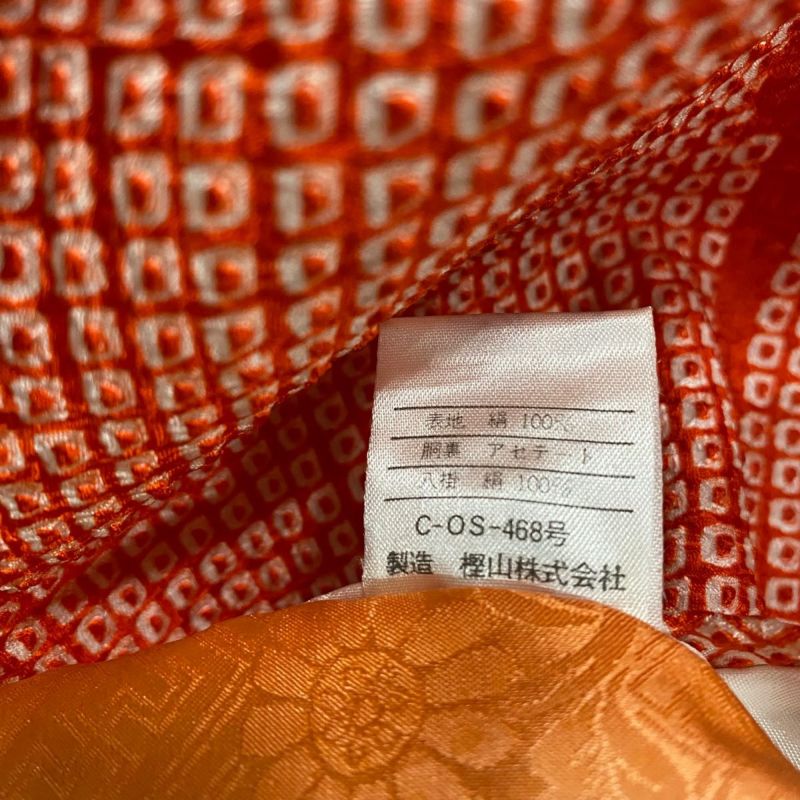 表地 絹 100%
胴裏 アセテート
八掛 絹 100%
C-OS-468号
製造 樫山株式会社